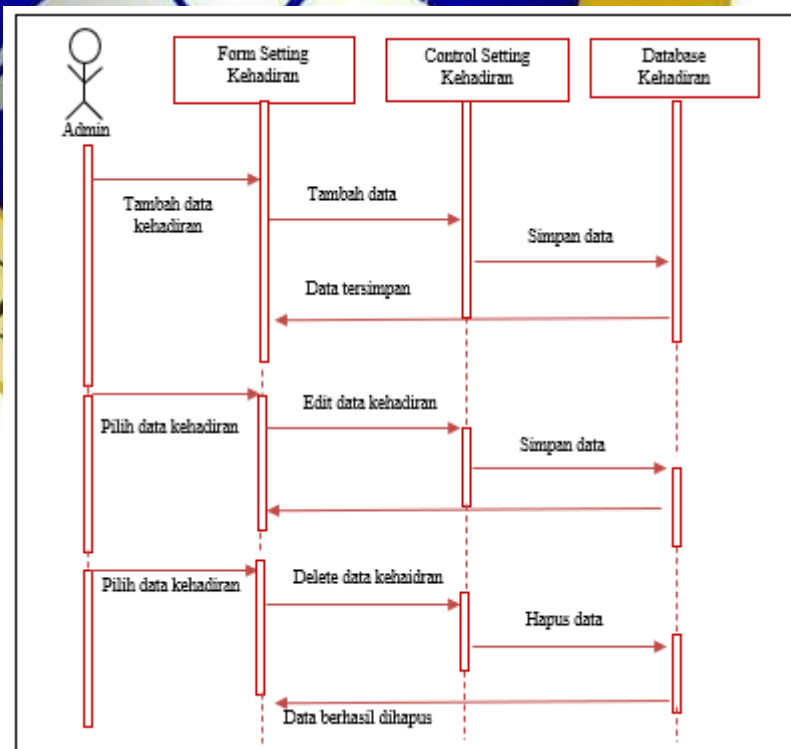 Form Setting
Kehadiran
Control Setting
Kehadiran
Database
Kehadiran
Admin
Tambah data
kehadiran
Tambah data
Simpan data
Data tersimpan
Pilih data kehadiran
Edit data kehadiran
Simpan data
Pilih data kehadiran
Delete data kehaidran
Hapus data
Data berhasil dihapus